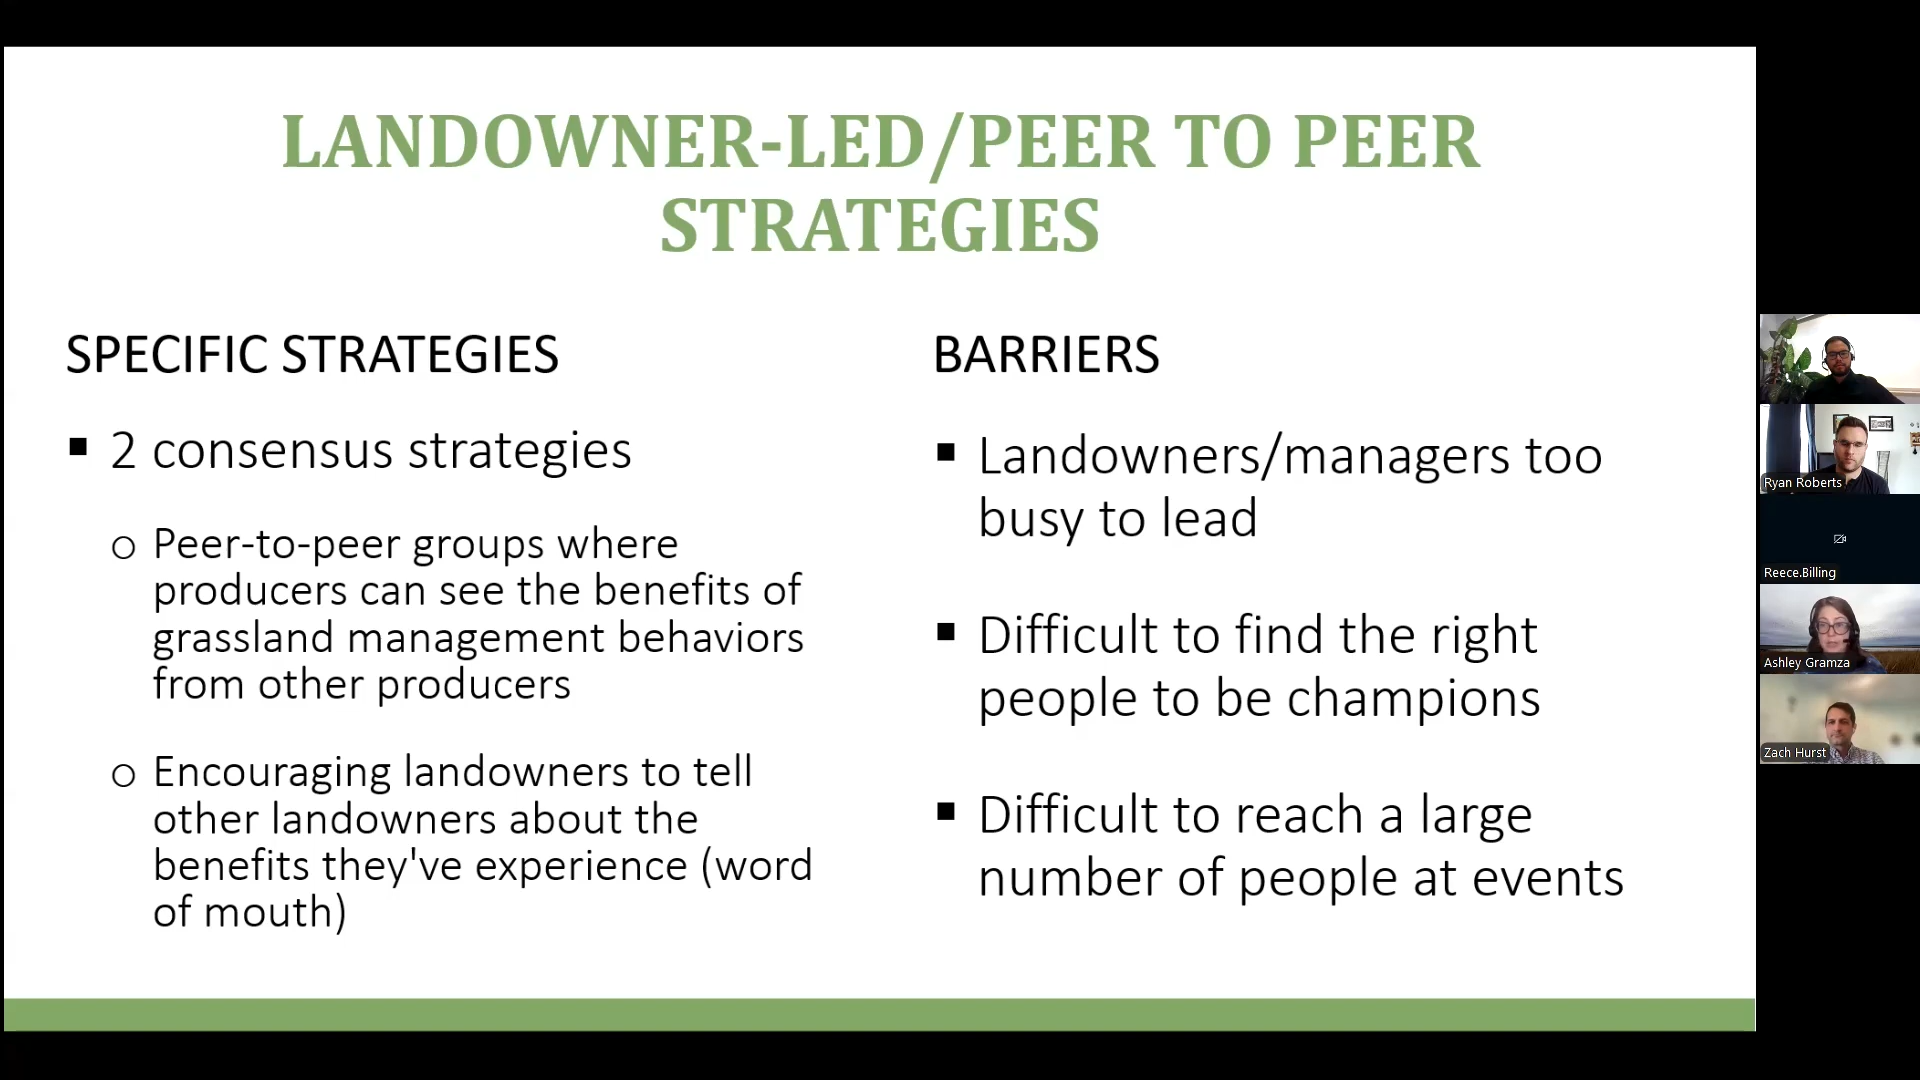 LANDOWNER-LED/PEER TO PEER
STRATEGIES
SPECIFIC STRATEGIES
▪ 2 consensus strategies
o Peer-to-peer groups where
producers can see the benefits of
grassland management behaviors
from other producers
o Encouraging landowners to tell
other landowners about the
benefits they've experience (word
of mouth)
BARRIERS
▪ Landowners/managers too
busy to lead
▪ Difficult to find the right
people to be champions
▪ Difficult to reach a large
number of people at events
Ryan Roberts
Reece.Billing
Ashley Gramza
Zach Hurst